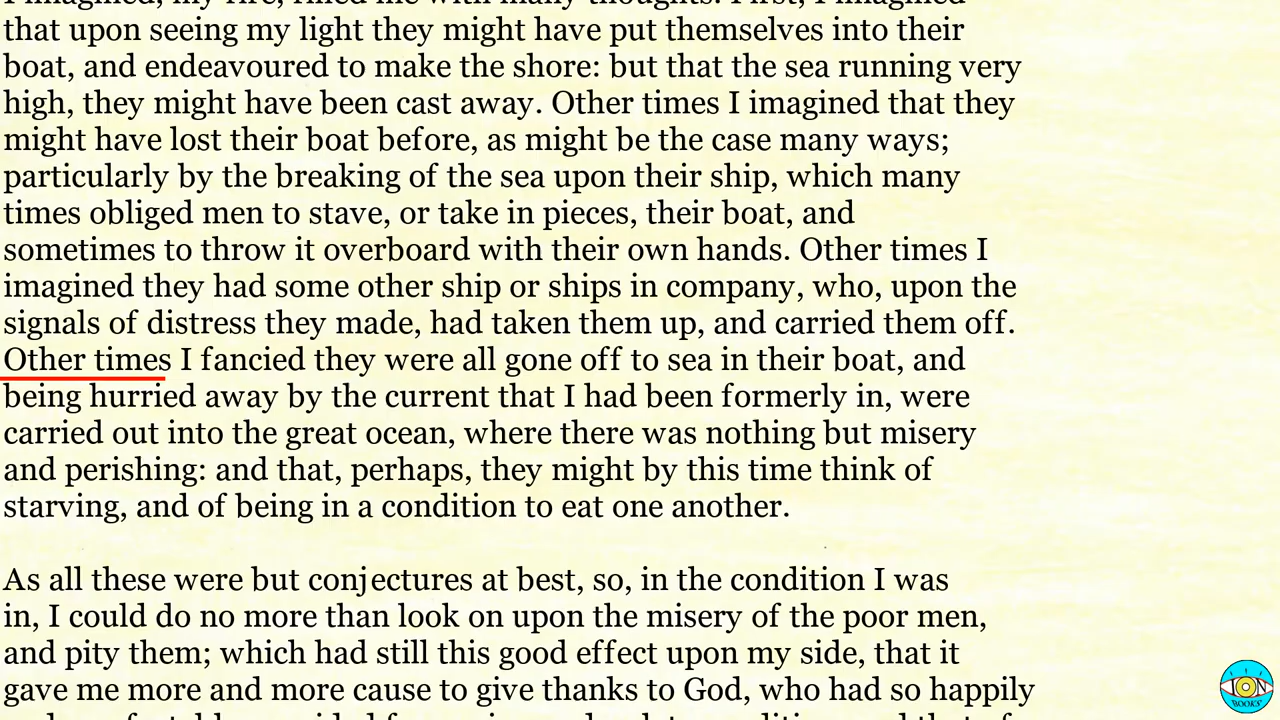 I imagined, my fire, filled me with many thoughts. First, I imagined
that upon seeing my light they might have put themselves into their
boat, and endeavoured to make the shore: but that the sea running very
high, they might have been cast away. Other times I imagined that they
might have lost their boat before, as might be the case many ways;
particularly by the breaking of the sea upon their ship, which many
times obliged men to stave, or take in pieces, their boat, and
sometimes to throw it overboard with their own hands. Other times I
imagined they had some other ship or ships in company, who, upon the
signals of distress they made, had taken them up, and carried them off.
Other times I fancied they were all gone off to sea in their boat, and
being hurried away by the current that I had been formerly in, were
carried out into the great ocean, where there was nothing but misery
and perishing: and that, perhaps, they might by this time think of
starving, and of being in a condition to eat one another.
As all these were but conjectures at best, so, in the condition I was
in, I could do no more than look on upon the misery of the poor men,
and pity them; which had still this good effect upon my side, that it
gave me more and more cause to give thanks to God, who had so happily
ION
BOOKS